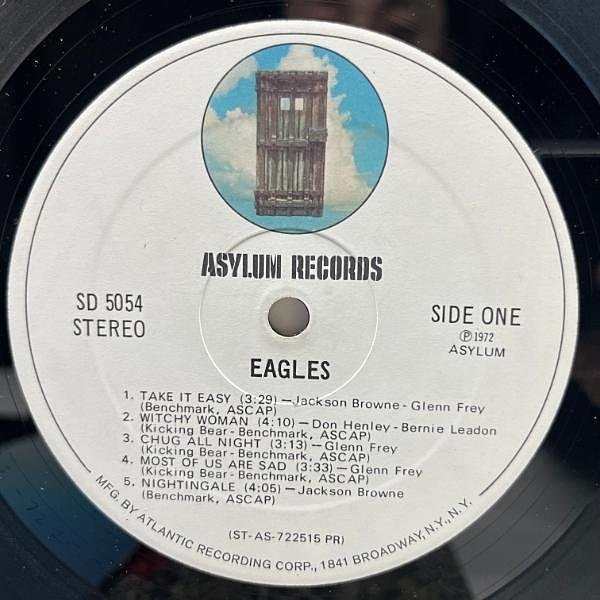 ASYLUM RECORDS
SD 5054
STEREO
SIDE ONE
Ⓟ1972
ASYLUM
EAGLES
1. TAKE IT EASY (3:29)—Jackson Browne - Glenn Frey
(Benchmark, ASCAP)
2. WITCHY WOMAN (4:10)—Don Henley - Bernie Leadon
(Kicking Bear - Benchmark, ASCAP)
3. CHUG ALL NIGHT (3:13)—Glenn Frey
(Kicking Bear - Benchmark, ASCAP)
4. MOST OF US ARE SAD (3:33)—Glenn Frey
(Kicking Bear - Benchmark, ASCAP)
5. NIGHTINGALE (4:05)—Jackson Browne
(Benchmark, ASCAP)
(ST-AS-722515 PR)
MFG. BY ATLANTIC RECORDING CORP., 1841 BROADWAY, N.Y., N.Y.